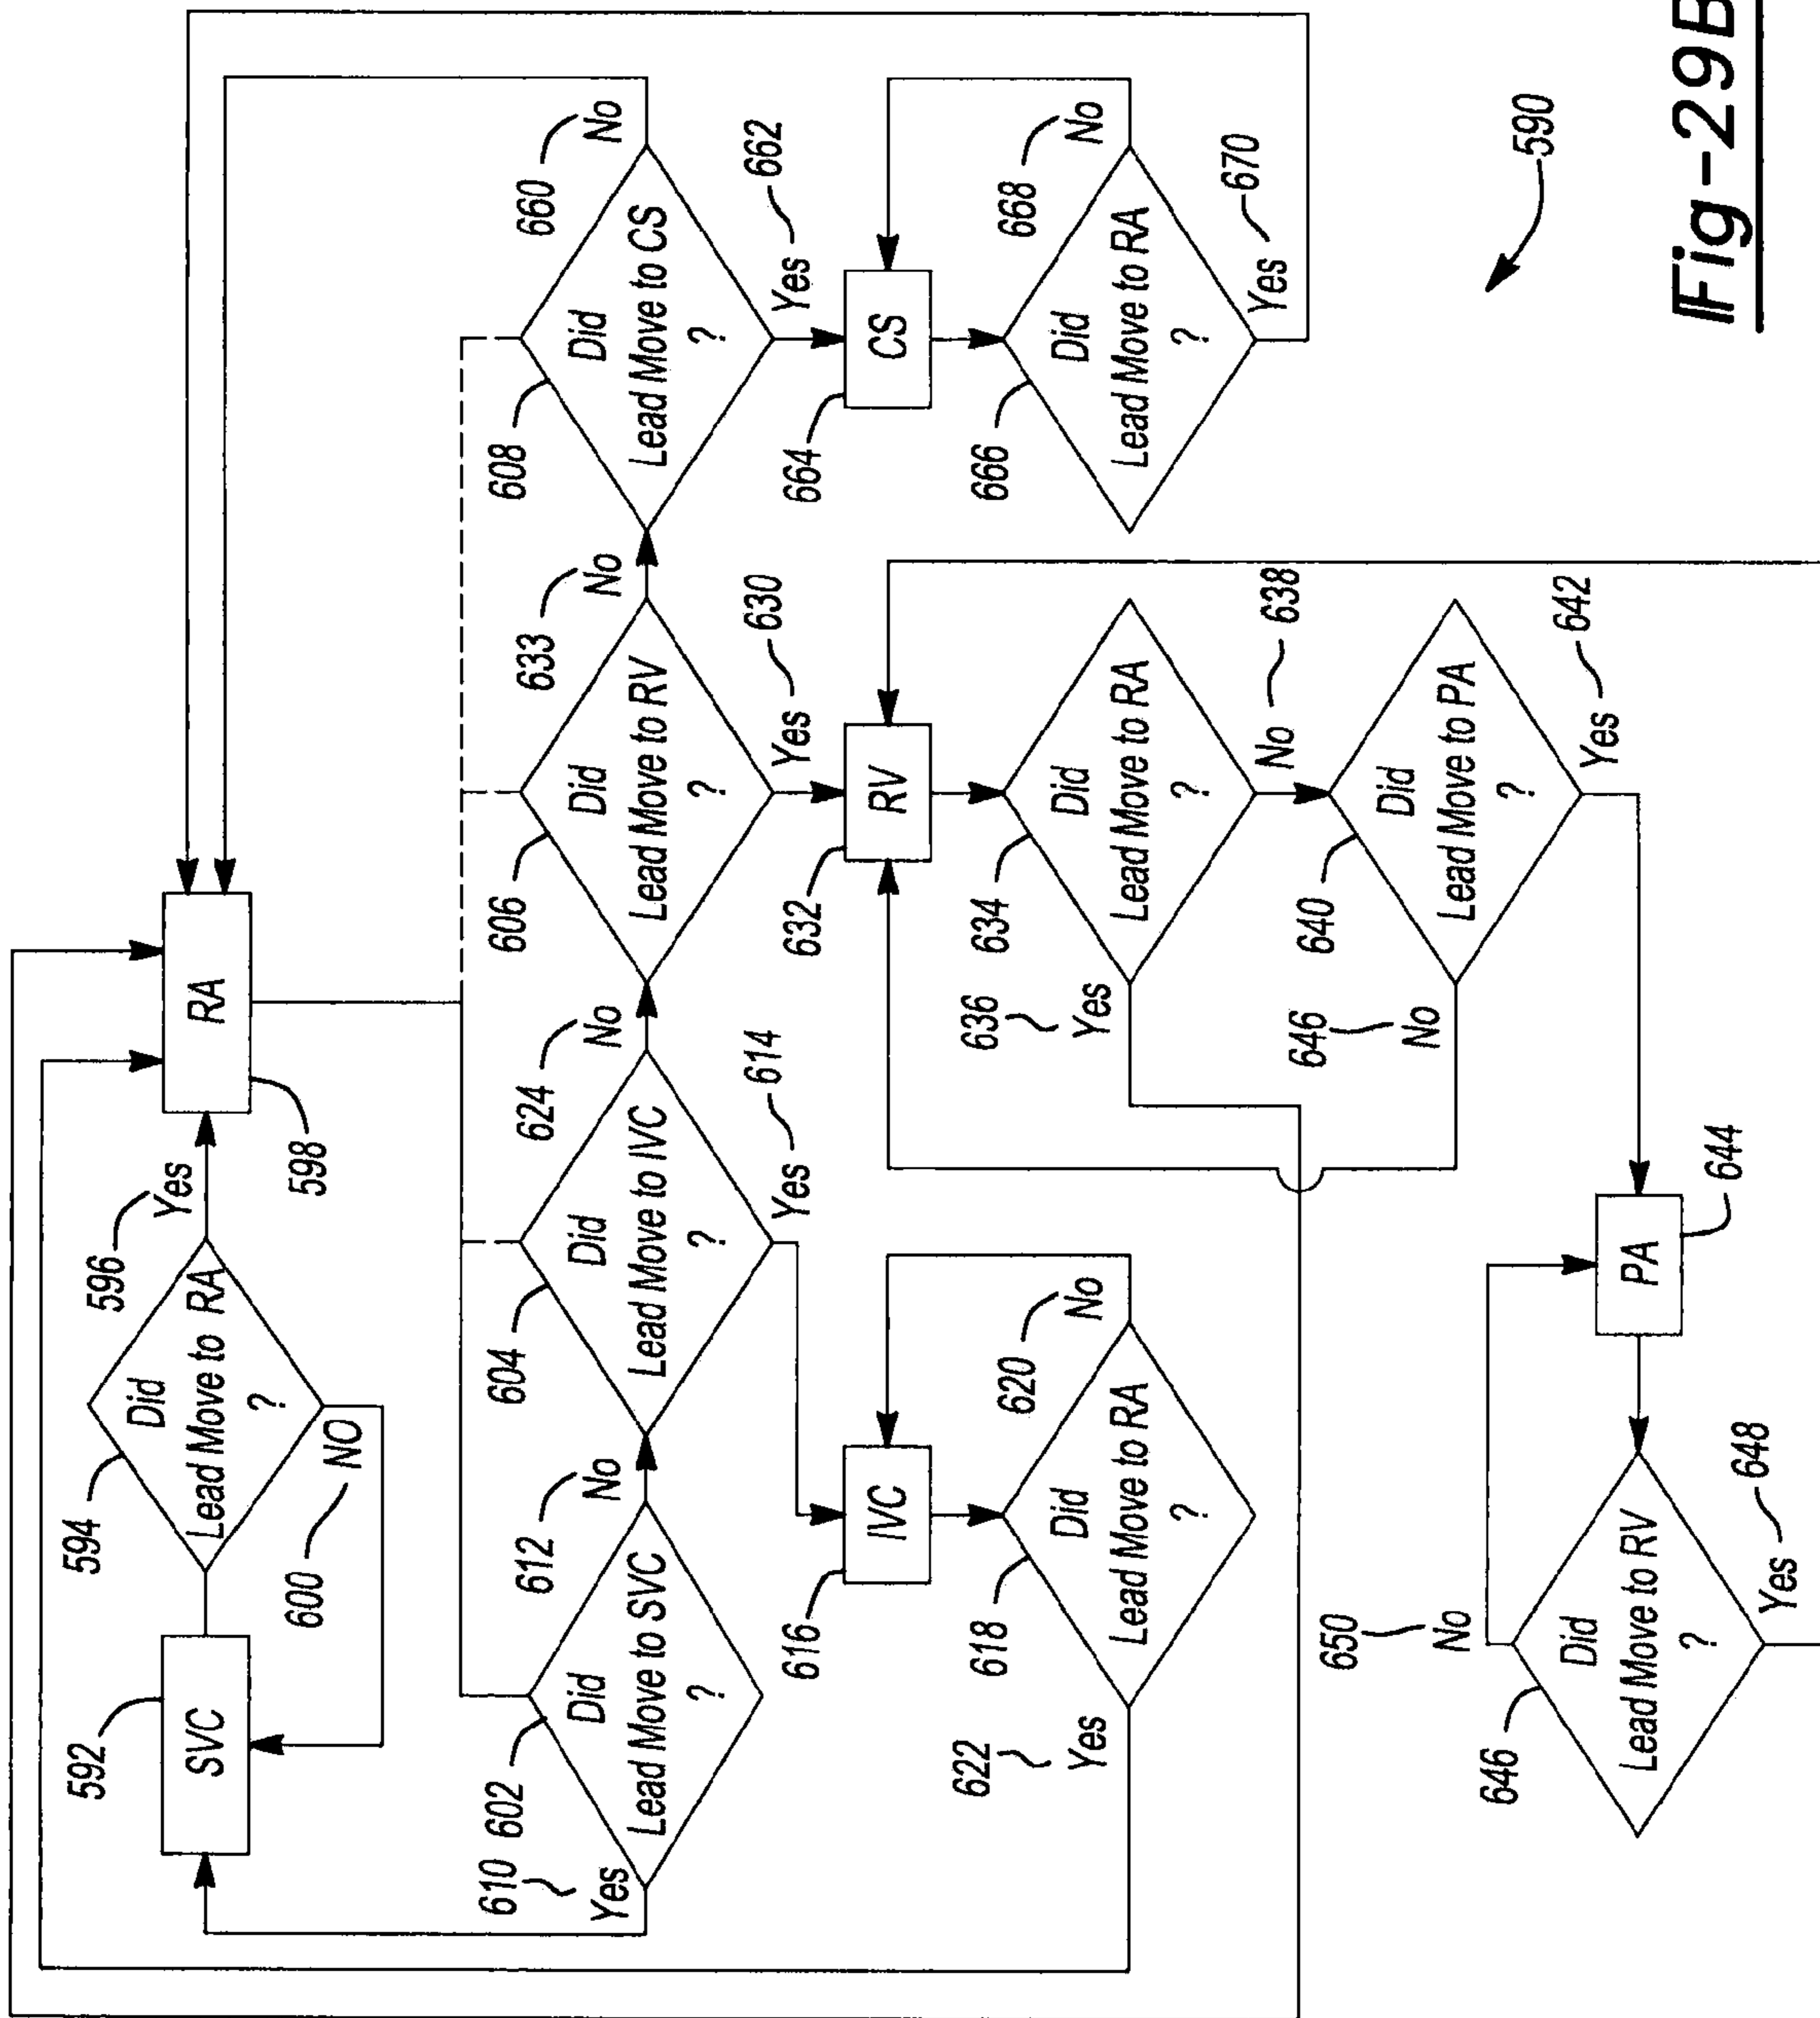 592
SVC
594
Did
Lead Move to RA
?
596
Yes
600
NO
RA
598
610
Yes
602
Did
Lead Move to SVC
?
612
No
604
Did
Lead Move to IVC
?
624
No
614
Yes
606
Did
Lead Move to RV
?
633
No
630
Yes
608
Did
Lead Move to CS
?
660
No
662
Yes
616
IVC
618
Did
Lead Move to RA
?
620
No
622
Yes
632
RV
634
Did
Lead Move to RA
?
636
Yes
638
No
640
Did
Lead Move to PA
?
646
No
642
Yes
664
CS
666
Did
Lead Move to RA
?
668
No
670
Yes
PA
644
646
Did
Lead Move to RV
?
650
No
648
Yes
590
Fig-29B